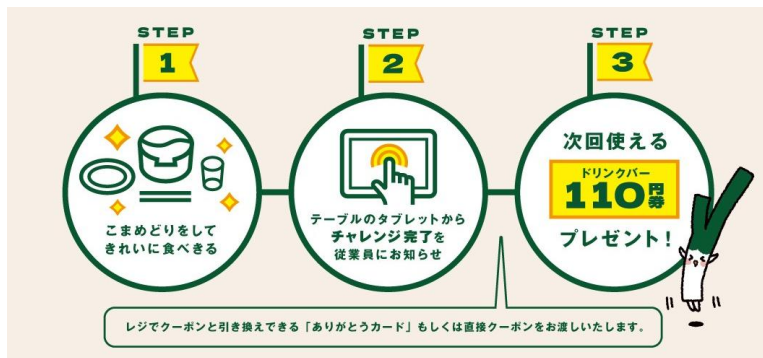 STEP
1
こまめどりをして
きれいに食べきる
STEP
2
テーブルのタブレットから
チャレンジ完了を
従業員にお知らせ
STEP
3
次回使える
ドリンクバー
110円券
プレゼント！
レジでクーポンと引き換えできる「ありがとうカード」もしくは直接クーポンをお渡しいたします。